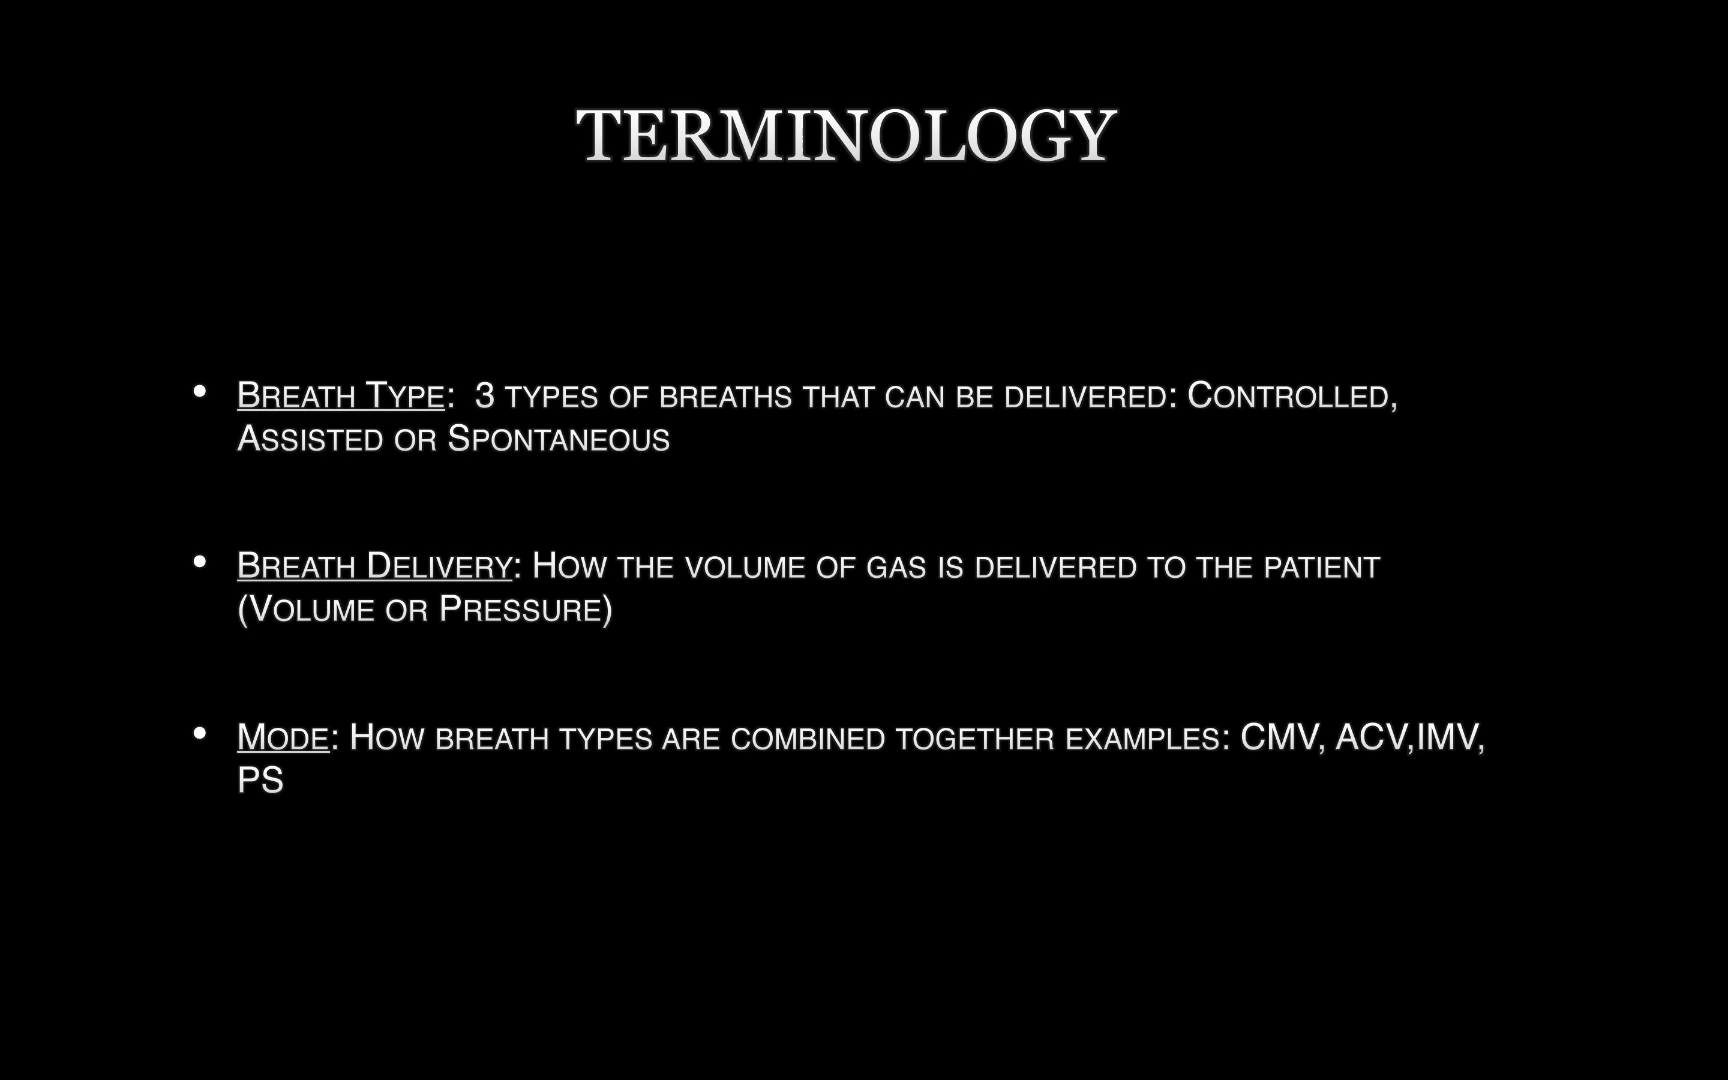 TERMINOLOGY
• Breath Type:  3 types of breaths that can be delivered: Controlled,
Assisted or Spontaneous
• Breath Delivery: How the volume of gas is delivered to the patient
(Volume or Pressure)
• Mode: How breath types are combined together examples: CMV, ACV,IMV,
PS